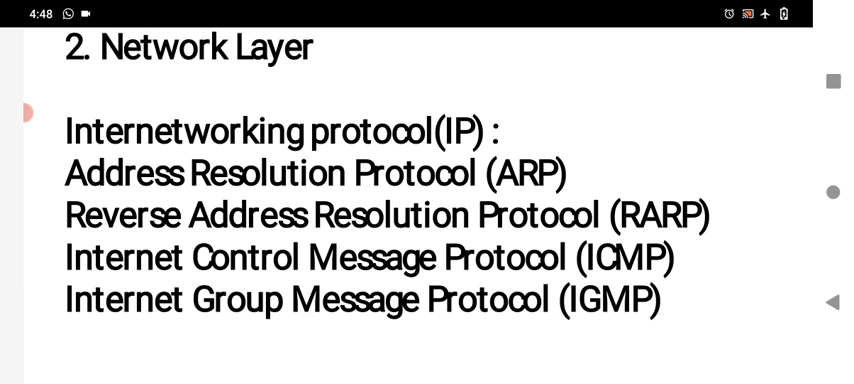 4:48
2. Network Layer
Internetworking protocol(IP) :
Address Resolution Protocol (ARP)
Reverse Address Resolution Protocol (RARP)
Internet Control Message Protocol (ICMP)
Internet Group Message Protocol (IGMP)